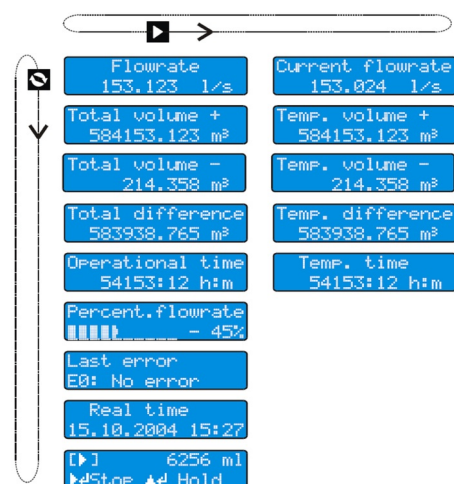 Flowrate
153.123 l/s
Current flowrate
153.024 l/s
Total volume +
584153.123 m³
Temp. volume +
584153.123 m³
Total volume -
214.358 m³
Temp. volume -
214.358 m³
Total difference
583938.765 m³
Temp. difference
583938.765 m³
Operational time
54153:12 h:m
Temp. time
54153:12 h:m
Percent.flowrate
- 45%
Last error
E0: No error
Real time
15.10.2004 15:27
[▶] 6256 ml
Stop Hold